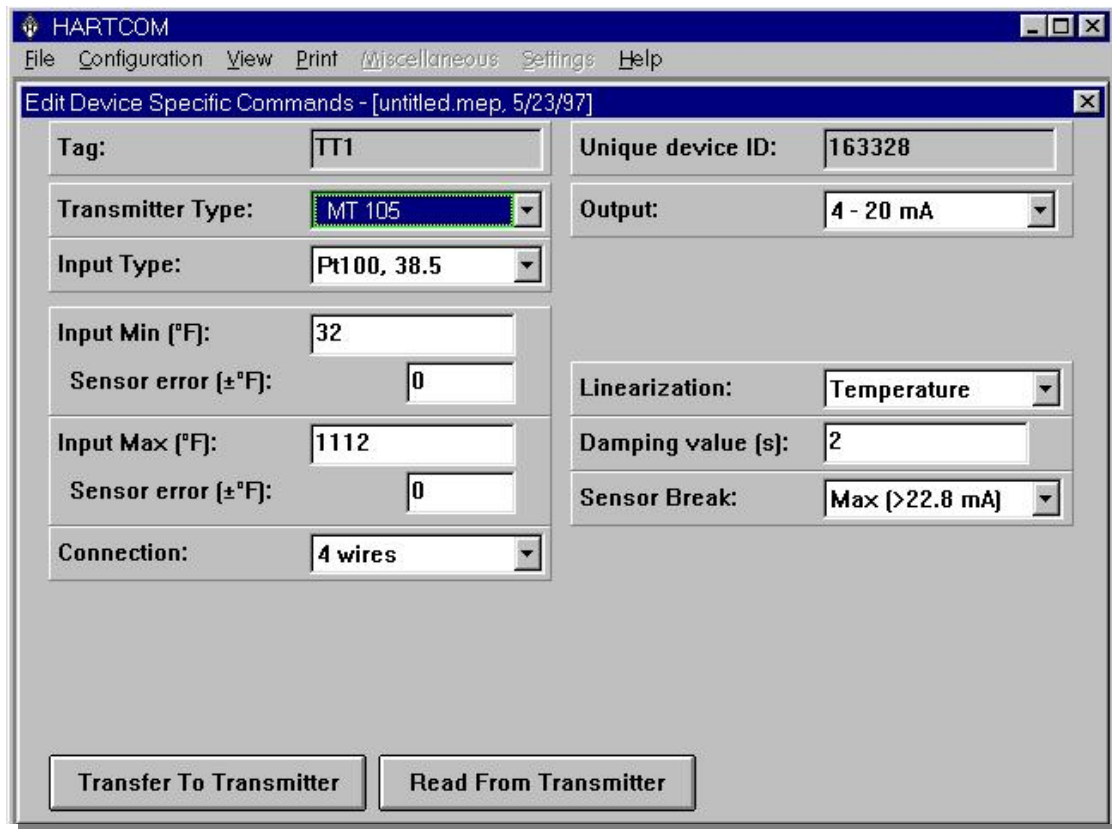 HARTCOM
File Configuration View Print Miscellaneous Settings Help
Edit Device Specific Commands - [untitled.mep, 5/23/97]
Tag: TT1
Unique device ID: 163328
Transmitter Type: MT 105
Output: 4 - 20 mA
Input Type: Pt100, 38.5
Input Min (°F): 32
Sensor error (±°F): 0
Linearization: Temperature
Input Max (°F): 1112
Damping value (s): 2
Sensor error (±°F): 0
Sensor Break: Max (>22.8 mA)
Connection: 4 wires
Transfer To Transmitter
Read From Transmitter